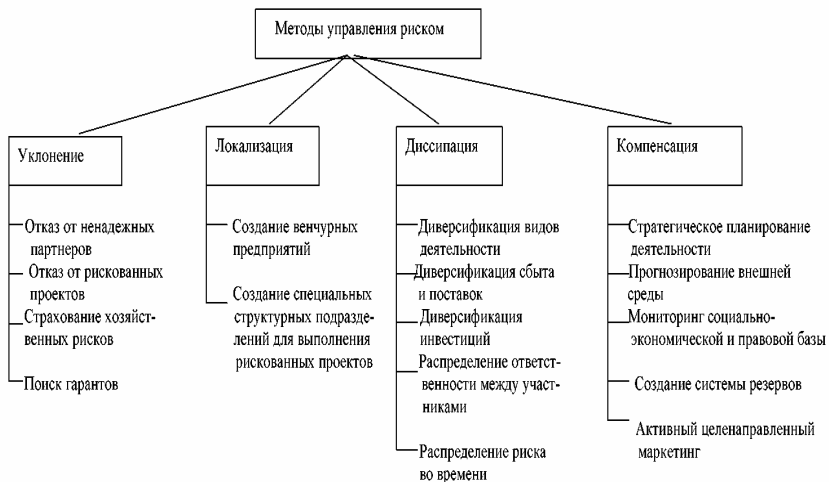 Методы управления риском
Уклонение
Отказ от ненадежных
партнеров
Отказ от рискованных
проектов
Страхование хозяйст-
венных рисков
Поиск гарантов
Локализация
Создание венчурных
предприятий
Создание специальных
структурных подразде-
лений для выполнения
рискованных проектов
Диссипация
Диверсификация видов
деятельности
Диверсификация сбыта
и поставок
Диверсификация
инвестиций
Распределение ответст-
венности между участ-
никами
Распределение риска
во времени
Компенсация
Стратегическое планирование
деятельности
Прогнозирование внешней
среды
Мониторинг социально-
экономической и правовой базы
Создание системы резервов
Активный целенаправленный
маркетинг